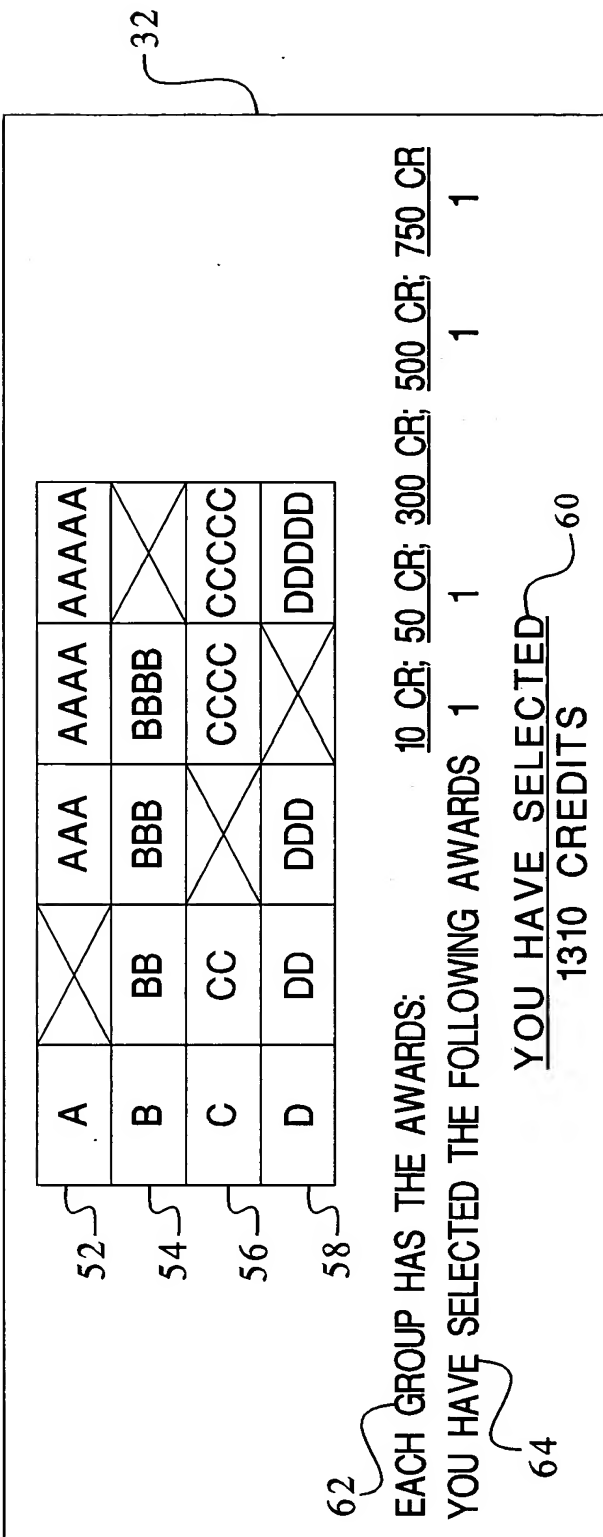 32
A AAA AAAA AAAAA
52
B BB BBB BBBB
54
C CC CCCC CCCCC
56
D DD DDD DDDDD
58
62
EACH GROUP HAS THE AWARDS: 10 CR; 50 CR; 300 CR; 500 CR; 750 CR
YOU HAVE SELECTED THE FOLLOWING AWARDS 1 1 1 1
64
YOU HAVE SELECTED
60
1310 CREDITS